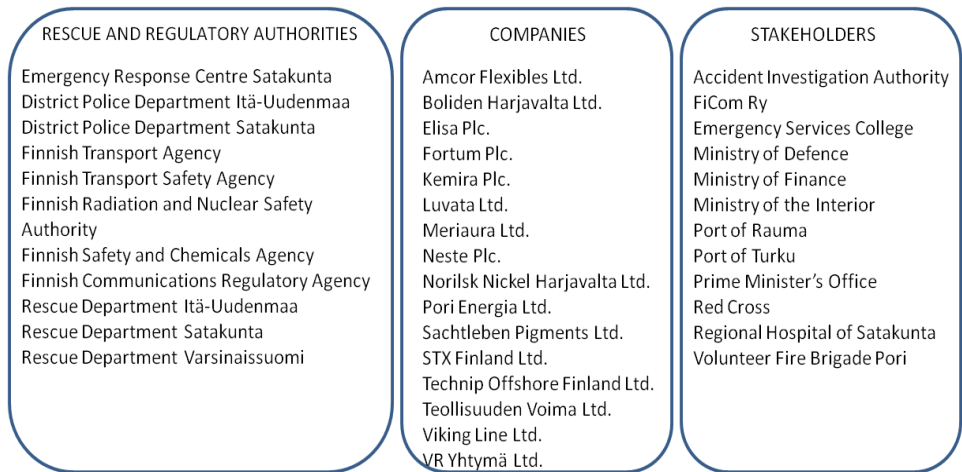 RESCUE AND REGULATORY AUTHORITIES
Emergency Response Centre Satakunta
District Police Department Itä-Uudenmaa
District Police Department Satakunta
Finnish Transport Agency
Finnish Transport Safety Agency
Finnish Radiation and Nuclear Safety
Authority
Finnish Safety and Chemicals Agency
Finnish Communications Regulatory Agency
Rescue Department Itä-Uudenmaa
Rescue Department Satakunta
Rescue Department Varsinaissuomi
COMPANIES
Amcor Flexibles Ltd.
Boliden Harjavalta Ltd.
Elisa Plc.
Fortum Plc.
Kemira Plc.
Luvata Ltd.
Meriaura Ltd.
Neste Plc.
Norilsk Nickel Harjavalta Ltd.
Pori Energia Ltd.
Sachtleben Pigments Ltd.
STX Finland Ltd.
Technip Offshore Finland Ltd.
Teollisuuden Voima Ltd.
Viking Line Ltd.
VR Yhtymä Ltd.
STAKEHOLDERS
Accident Investigation Authority
FiCom Ry
Emergency Services College
Ministry of Defence
Ministry of Finance
Ministry of the Interior
Port of Rauma
Port of Turku
Prime Minister's Office
Red Cross
Regional Hospital of Satakunta
Volunteer Fire Brigade Pori